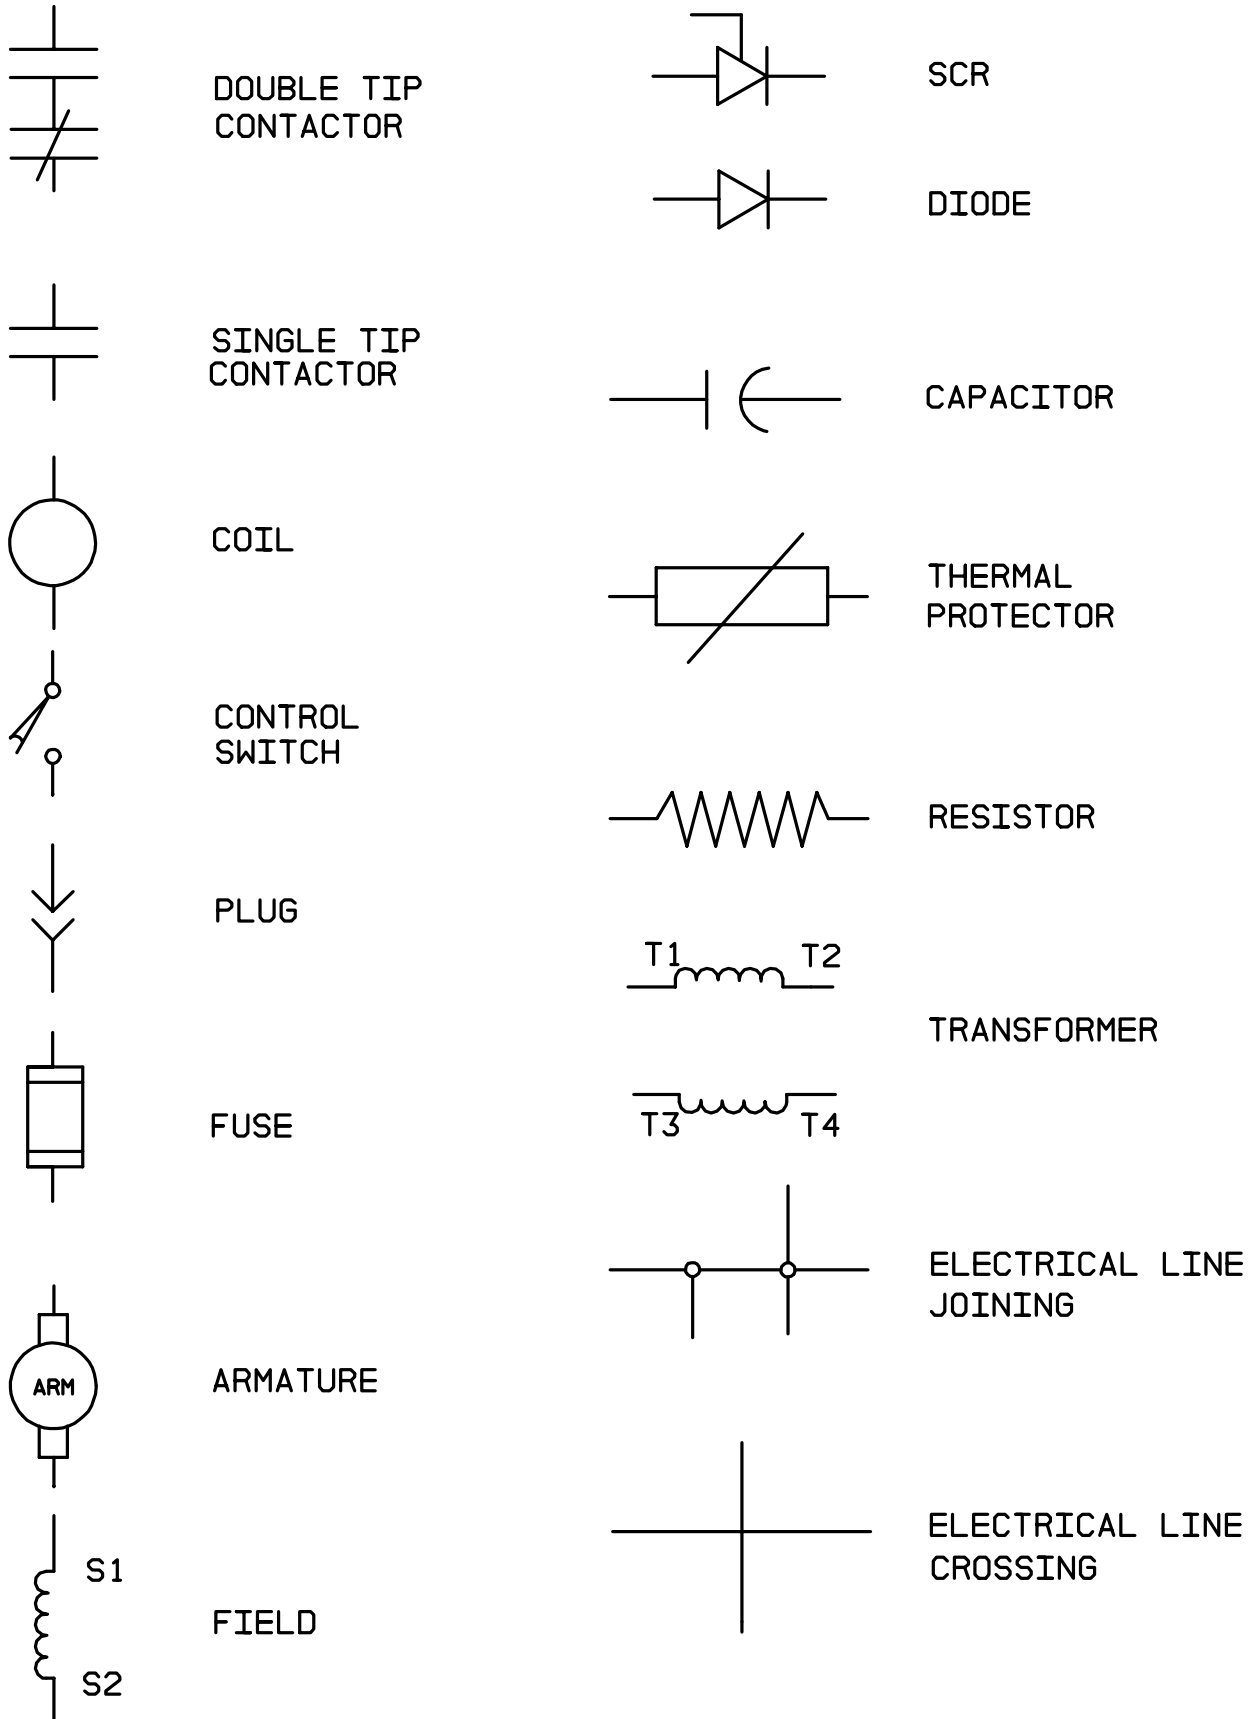 DOUBLE TIP
CONTACTOR
SINGLE TIP
CONTACTOR
COIL
CONTROL
SWITCH
PLUG
FUSE
ARM
ARMATURE
S1
FIELD
S2
SCR
DIODE
CAPACITOR
THERMAL
PROTECTOR
RESISTOR
T1 T2
TRANSFORMER
T3 T4
ELECTRICAL LINE
JOINING
ELECTRICAL LINE
CROSSING